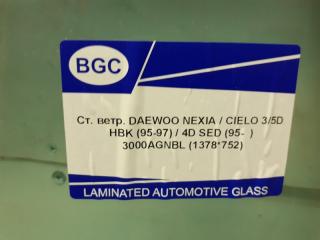 BGC
Ст. ветр. DAEWOO NEXIA / CIELO 3/5D
HBK (95-97) / 4D SED (95- )
3000AGNBL (1378*752)
LAMINATED AUTOMOTIVE GLASS